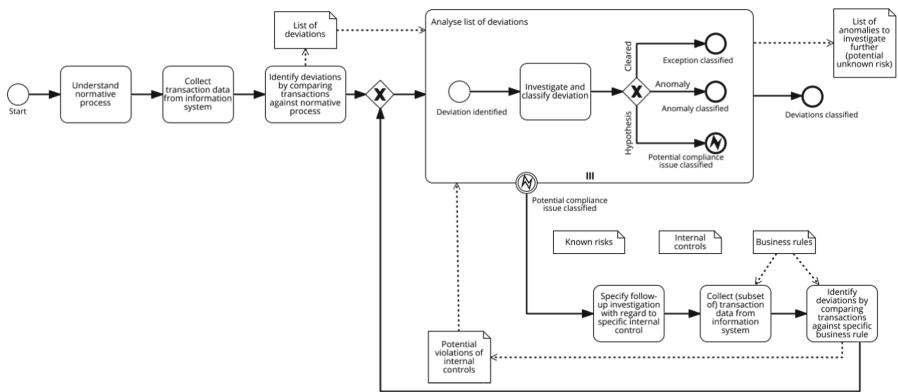 List of
deviations
Analyse list of deviations
List of
anomalies to
investigate
further
(potential
unknown risk)
Start
Understand
normative
process
Collect
transaction data
from information
system
Identify deviations
by comparing
transactions
against normative
process
Deviation identified
Investigate and
classify deviation
Cleared
Anomaly
Hypothesis
Exception classified
Anomaly classified
Potential compliance
issue classified
Deviations classified
Potential compliance
issue classified
Known risks
Internal
controls
Business rules
Specify follow-
up investigation
with regard to
specific internal
control
Collect (subset
of) transaction
data from
information
system
Identify
deviations by
comparing
transactions
against specific
business rule
Potential
violations of
internal
controls